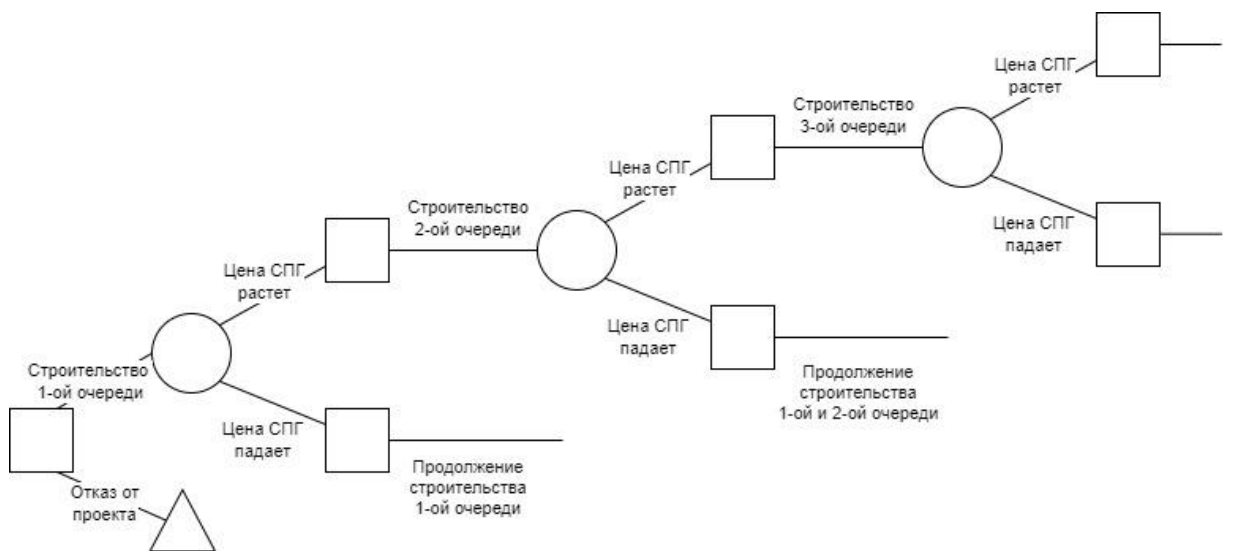 Цена СПГ
растет
Строительство
3-ой очереди
Цена СПГ
растет
Цена СПГ
падает
Строительство
2-ой очереди
Цена СПГ
растет
Цена СПГ
падает
Строительство
1-ой очереди
Продолжение
строительства
1-ой и 2-ой очереди
Цена СПГ
падает
Продолжение
строительства
1-ой очереди
Отказ от
проекта